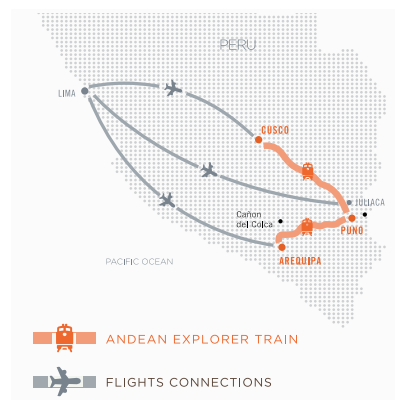 PERU
LIMA
CUSCO
JULIACA
Cañon
del Colca
PUNO
AREQUIPA
PACIFIC OCEAN
ANDEAN EXPLORER TRAIN
FLIGHTS CONNECTIONS